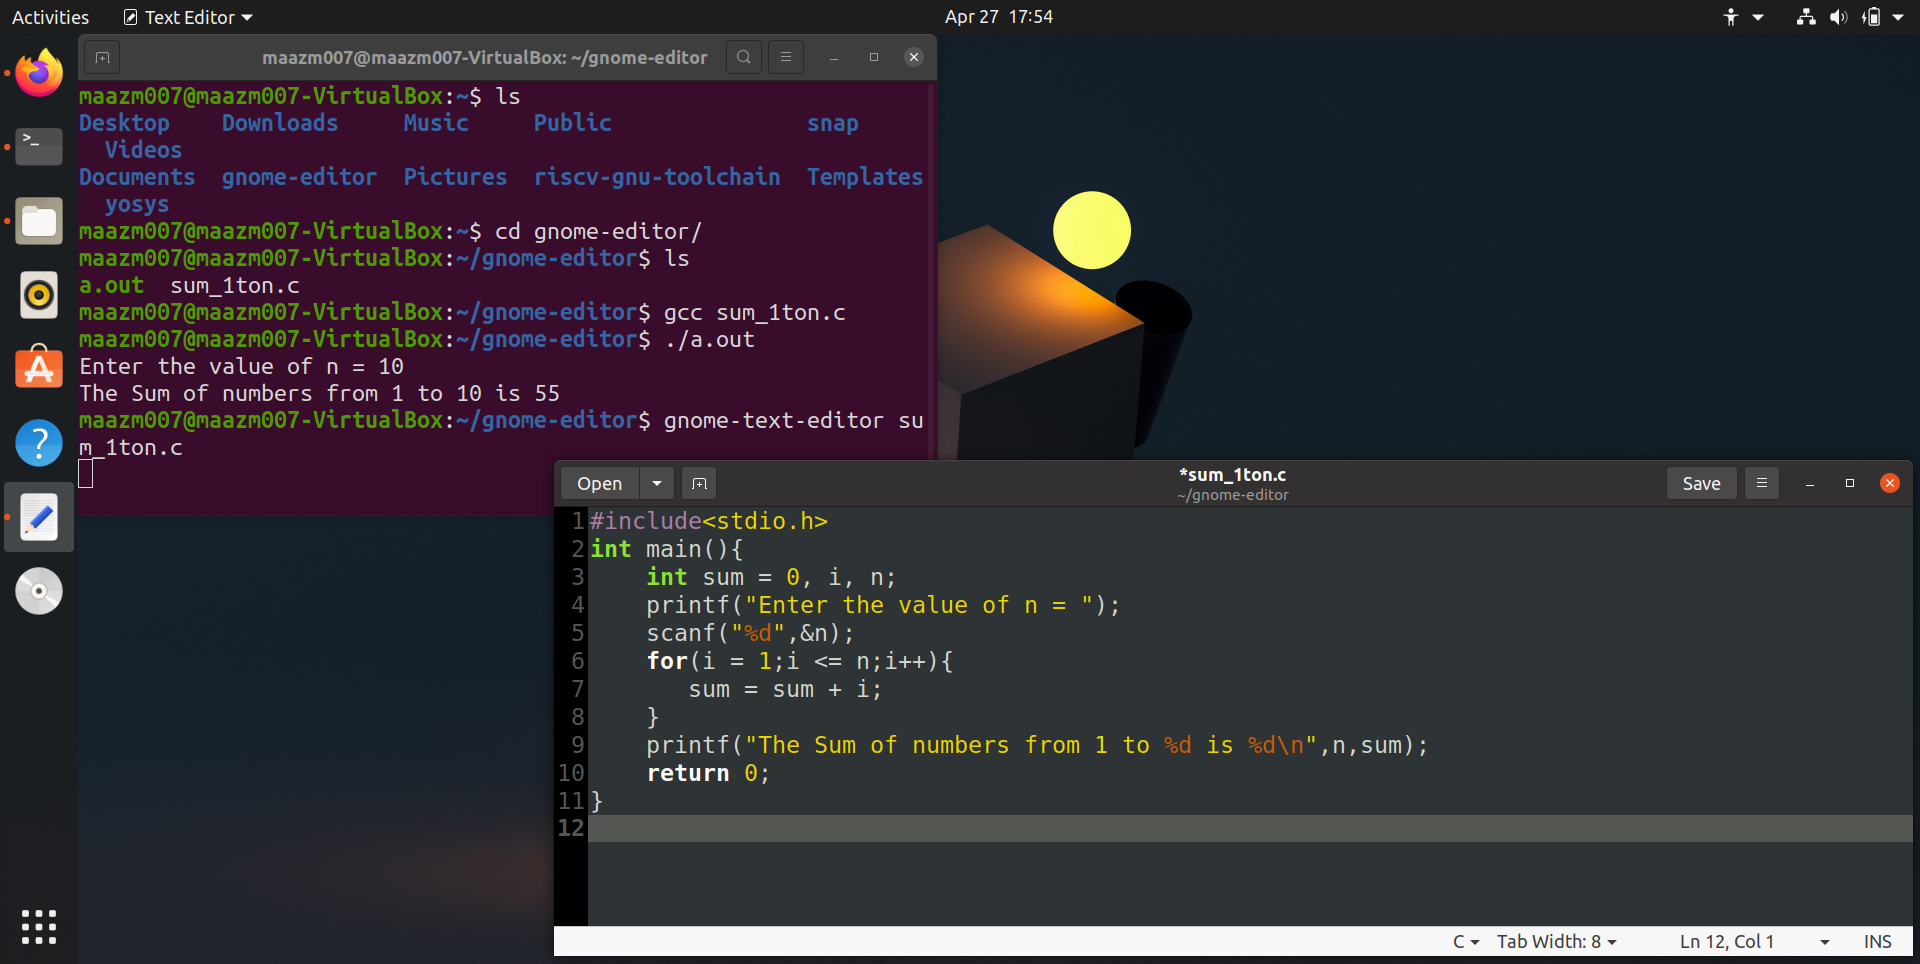 Activities Text Editor Apr 27 17:54
maazm007@maazm007-VirtualBox: ~/gnome-editor
maazm007@maazm007-VirtualBox:~$ ls
Desktop    Downloads     Music     Public               snap
  Videos
Documents  gnome-editor  Pictures  riscv-gnu-toolchain  Templates
  yosys
maazm007@maazm007-VirtualBox:~$ cd gnome-editor/
maazm007@maazm007-VirtualBox:~/gnome-editor$ ls
a.out  sum_1ton.c
maazm007@maazm007-VirtualBox:~/gnome-editor$ gcc sum_1ton.c
maazm007@maazm007-VirtualBox:~/gnome-editor$ ./a.out
Enter the value of n = 10
The Sum of numbers from 1 to 10 is 55
maazm007@maazm007-VirtualBox:~/gnome-editor$ gnome-text-editor su
m_1ton.c
Open *sum_1ton.c Save
~/gnome-editor
1 #include<stdio.h>
2 int main(){
3     int sum = 0, i, n;
4     printf("Enter the value of n = ");
5     scanf("%d",&n);
6     for(i = 1;i <= n;i++){
7        sum = sum + i;
8     }
9     printf("The Sum of numbers from 1 to %d is %d\n",n,sum);
10     return 0;
11 }
12
C Tab Width: 8 Ln 12, Col 1 INS